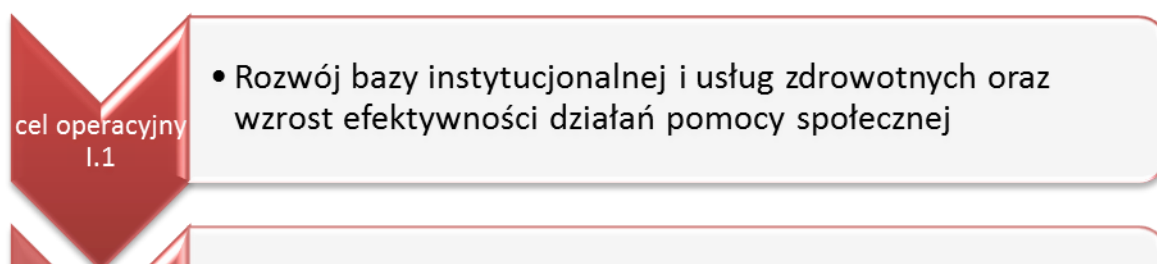 cel operacyjny
I.1
• Rozwój bazy instytucjonalnej i usług zdrowotnych oraz
wzrost efektywności działań pomocy społecznej